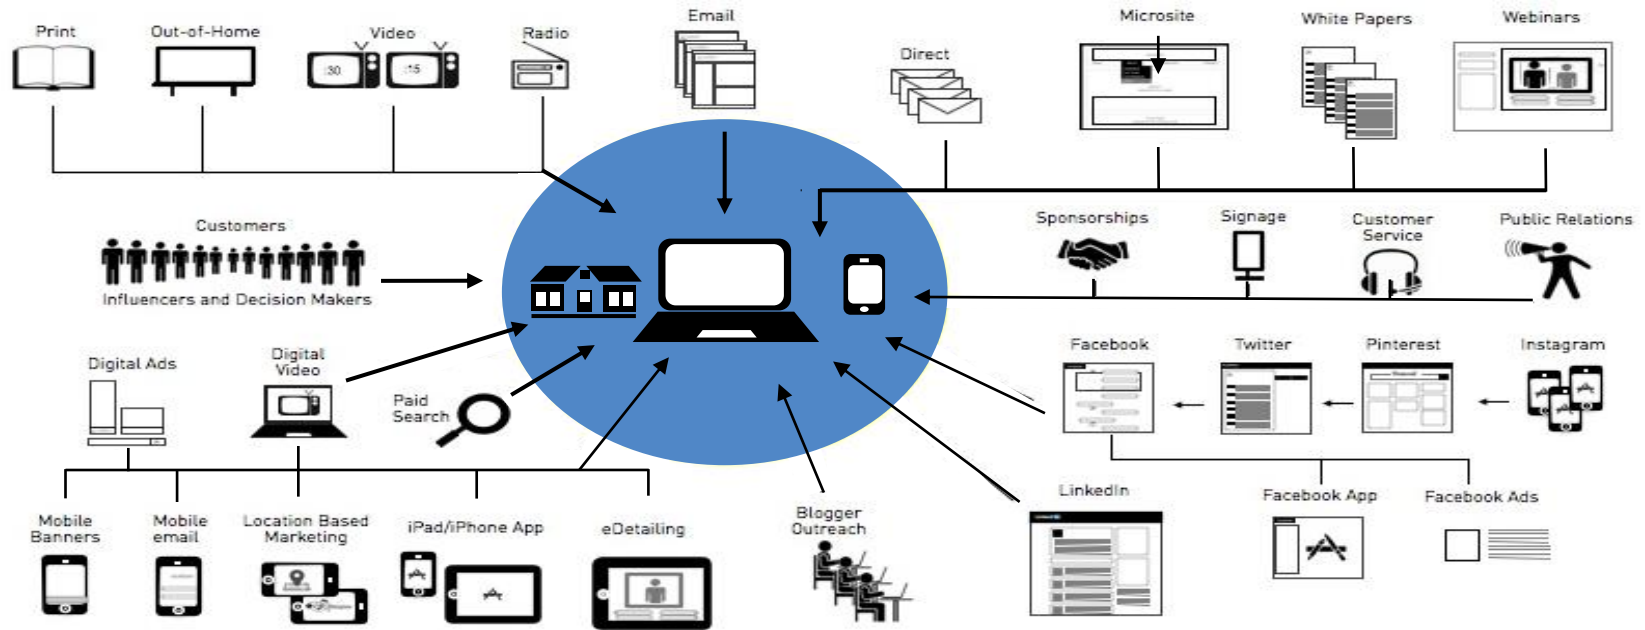 Print
Out-of-Home
Video
Radio
Email
Direct
Microsite
White Papers
Webinars
:30
:15
Customers
Influencers and Decision Makers
Sponsorships
Signage
Customer
Service
Public Relations
Digital Ads
Digital
Video
Paid
Search
Facebook
Twitter
Pinterest
Instagram
LinkedIn
Facebook App
Facebook Ads
Mobile
Banners
Mobile
email
Location Based
Marketing
iPad/iPhone App
eDetailing
Blogger
Outreach